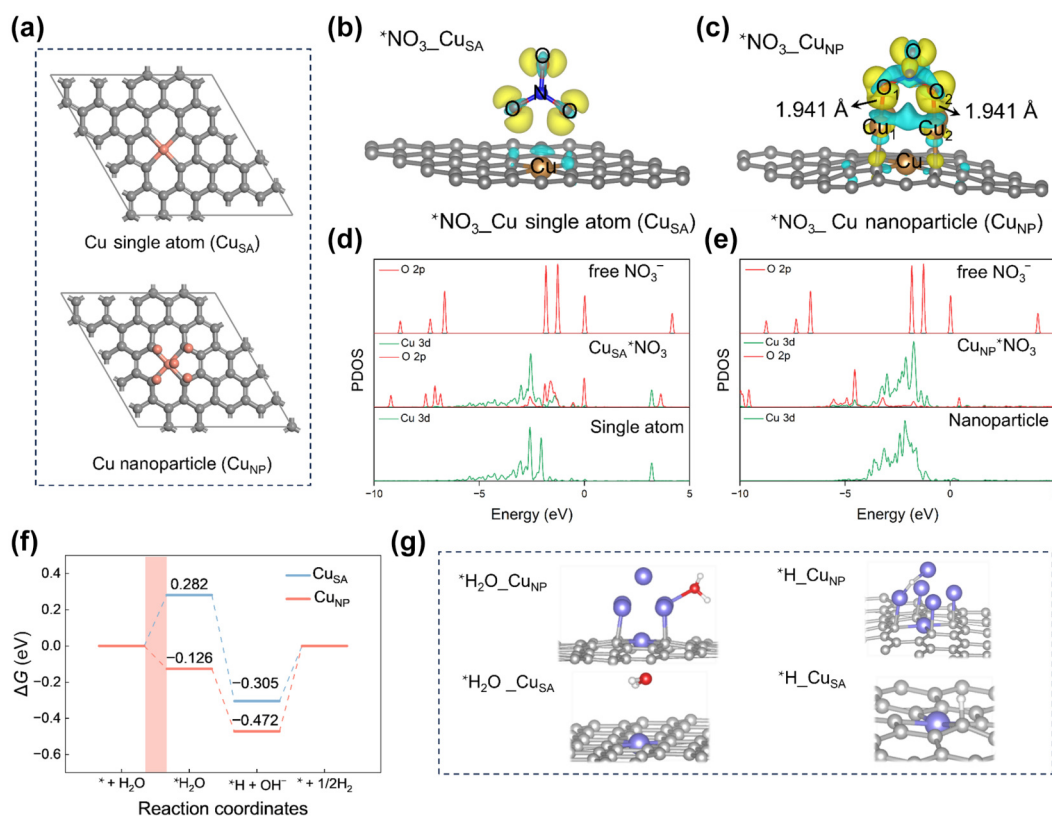 (a)
Cu single atom (CuSA)
Cu nanoparticle (CuNP)
(b)
*NO3_CuSA
O
N
O
O
Cu
*NO3_Cu single atom (CuSA)
(c)
*NO3_CuNP
O
O1
O2
1.941 Å
1.941 Å
Cu1
Cu2
Cu
*NO3_ Cu nanoparticle (CuNP)
(d)
O 2p
free NO3−
Cu 3d
O 2p
CuSA*NO3
Cu 3d
Single atom
PDOS
−10
−5
0
5
Energy (eV)
(e)
O 2p
free NO3−
Cu 3d
O 2p
CuNP*NO3
Cu 3d
Nanoparticle
PDOS
−10
−5
0
Energy (eV)
(f)
0.4
0.2
0.0
−0.2
−0.4
−0.6
ΔG (eV)
CuSA
CuNP
0.282
−0.126
−0.305
−0.472
* + H2O
*H2O
*H + OH−
* + 1/2H2
Reaction coordinates
(g)
*H2O_CuNP
*H_CuNP
*H2O _CuSA
*H_CuSA